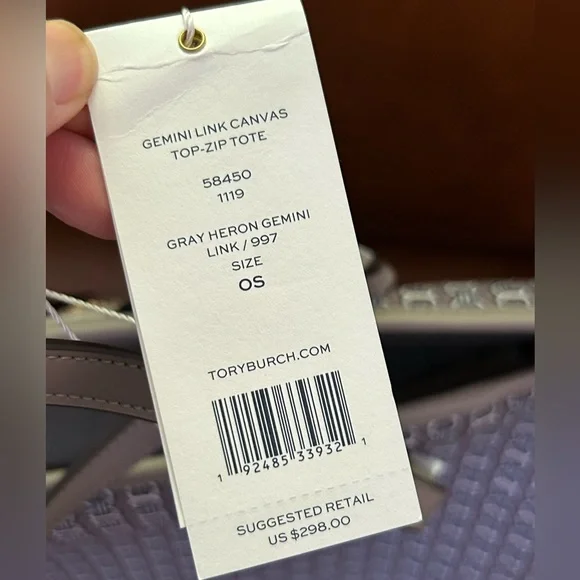 GEMINI LINK CANVAS
TOP-ZIP TOTE
58450
1119
GRAY HERON GEMINI
LINK / 997
SIZE
OS
TORYBURCH.COM
1 92485 33932 1
SUGGESTED RETAIL
US $298.00